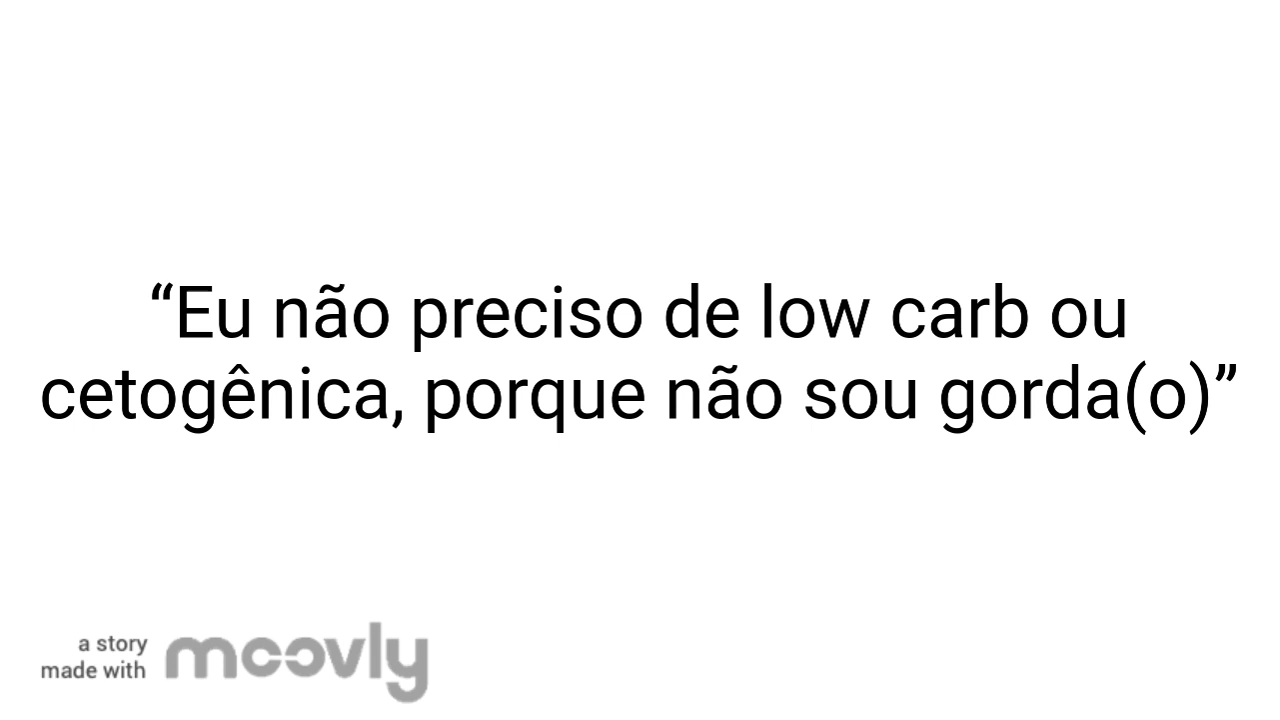 “Eu não preciso de low carb ou
cetogênica, porque não sou gorda(o)”
a story
made with moovly